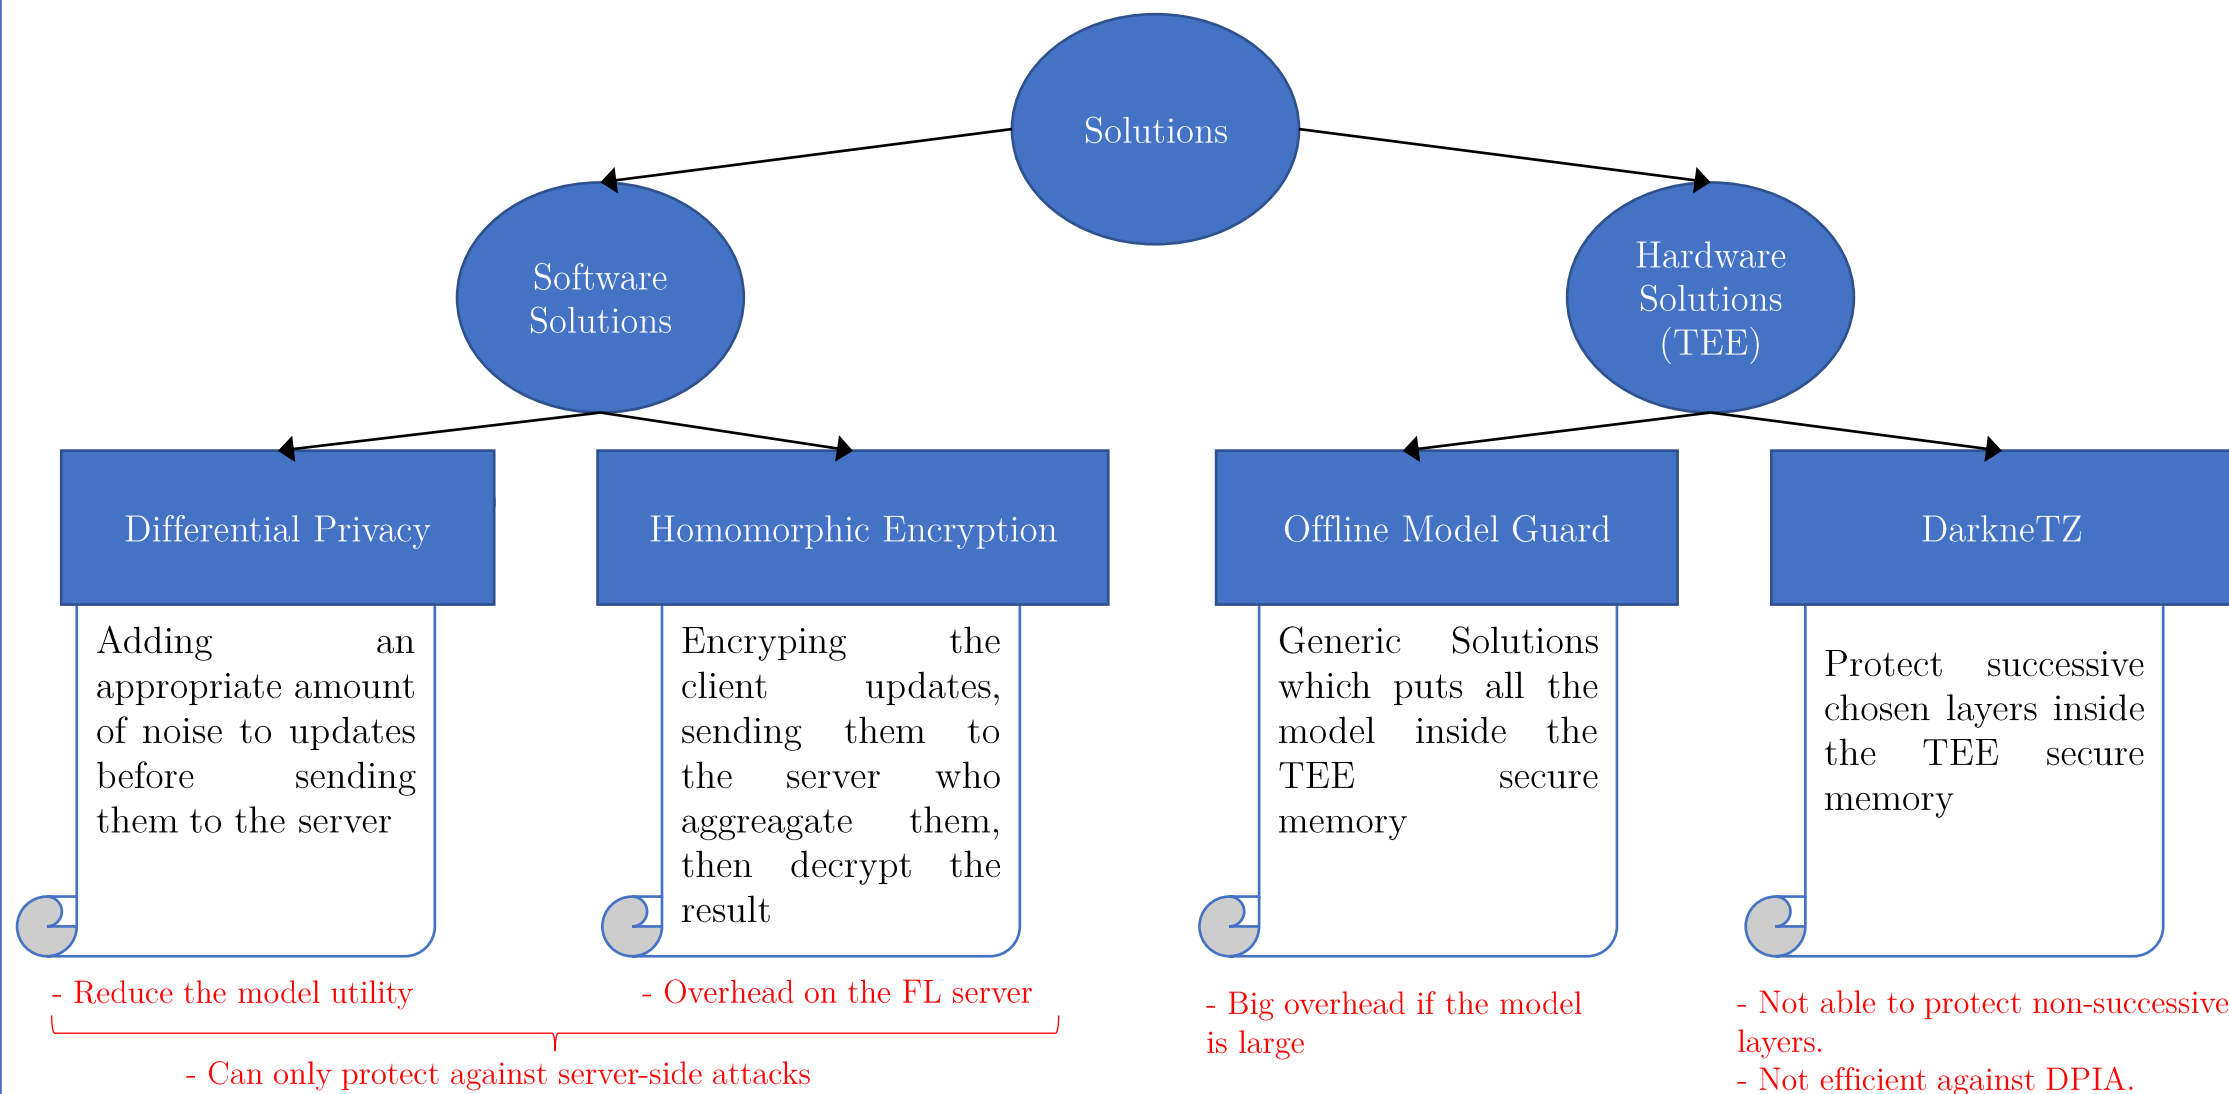 Solutions
Software
Solutions
Hardware
Solutions
(TEE)
Differential Privacy
Homomorphic Encryption
Offline Model Guard
DarkneTZ
Adding an
appropriate amount
of noise to updates
before sending
them to the server
Encryping the
client updates,
sending them to
the server who
aggreagate them,
then decrypt the
result
Generic Solutions
which puts all the
model inside the
TEE secure
memory
Protect successive
chosen layers inside
the TEE secure
memory
- Reduce the model utility
- Overhead on the FL server
- Can only protect against server-side attacks
- Big overhead if the model
is large
- Not able to protect non-successive
layers.
- Not efficient against DPIA.